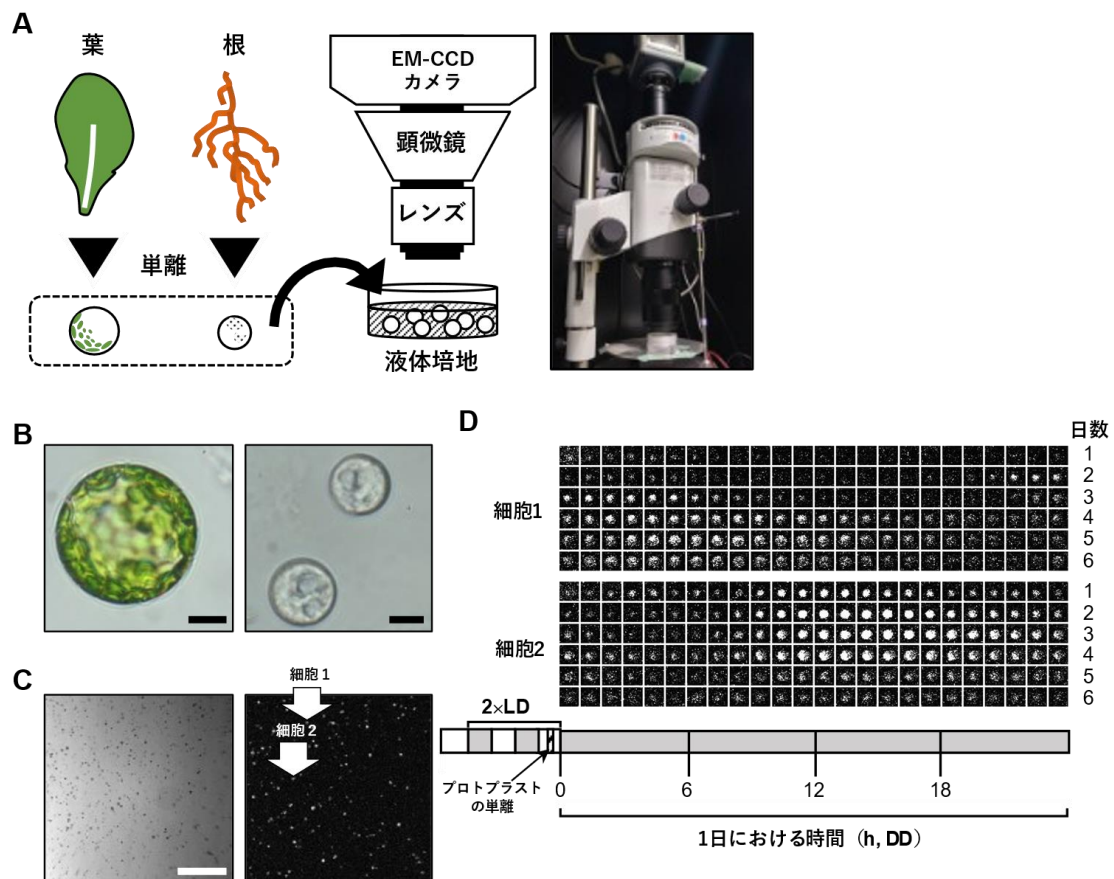 A
葉
根
単離
EM-CCD
カメラ
顕微鏡
レンズ
液体培地
B
C
細胞 1
細胞 2
D
日数
細胞1
1
2
3
4
5
6
細胞2
1
2
3
4
5
6
2×LD
プロトプラスト
の単離
0 6 12 18
1日における時間（h, DD）